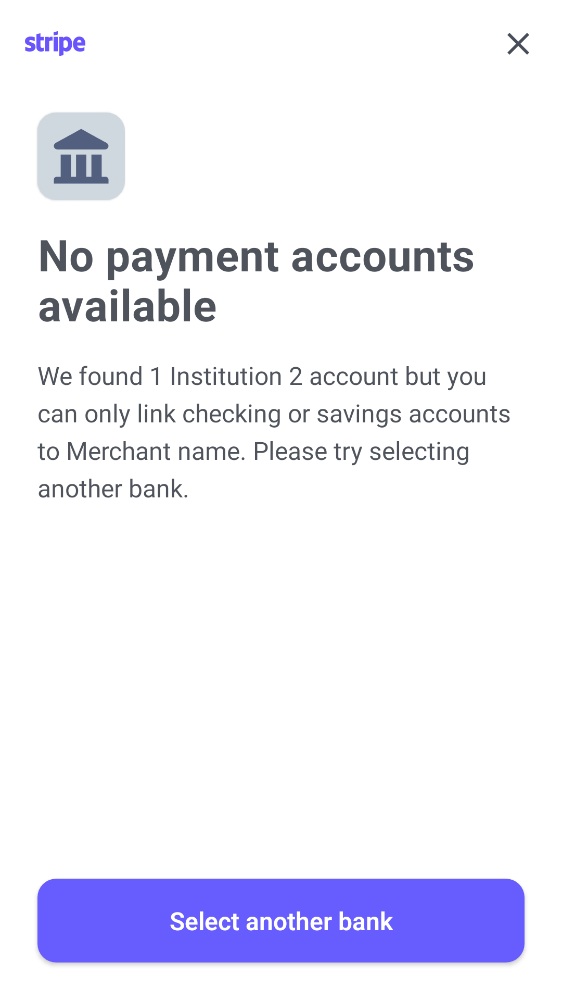 stripe
No payment accounts
available
We found 1 Institution 2 account but you
can only link checking or savings accounts
to Merchant name. Please try selecting
another bank.
Select another bank